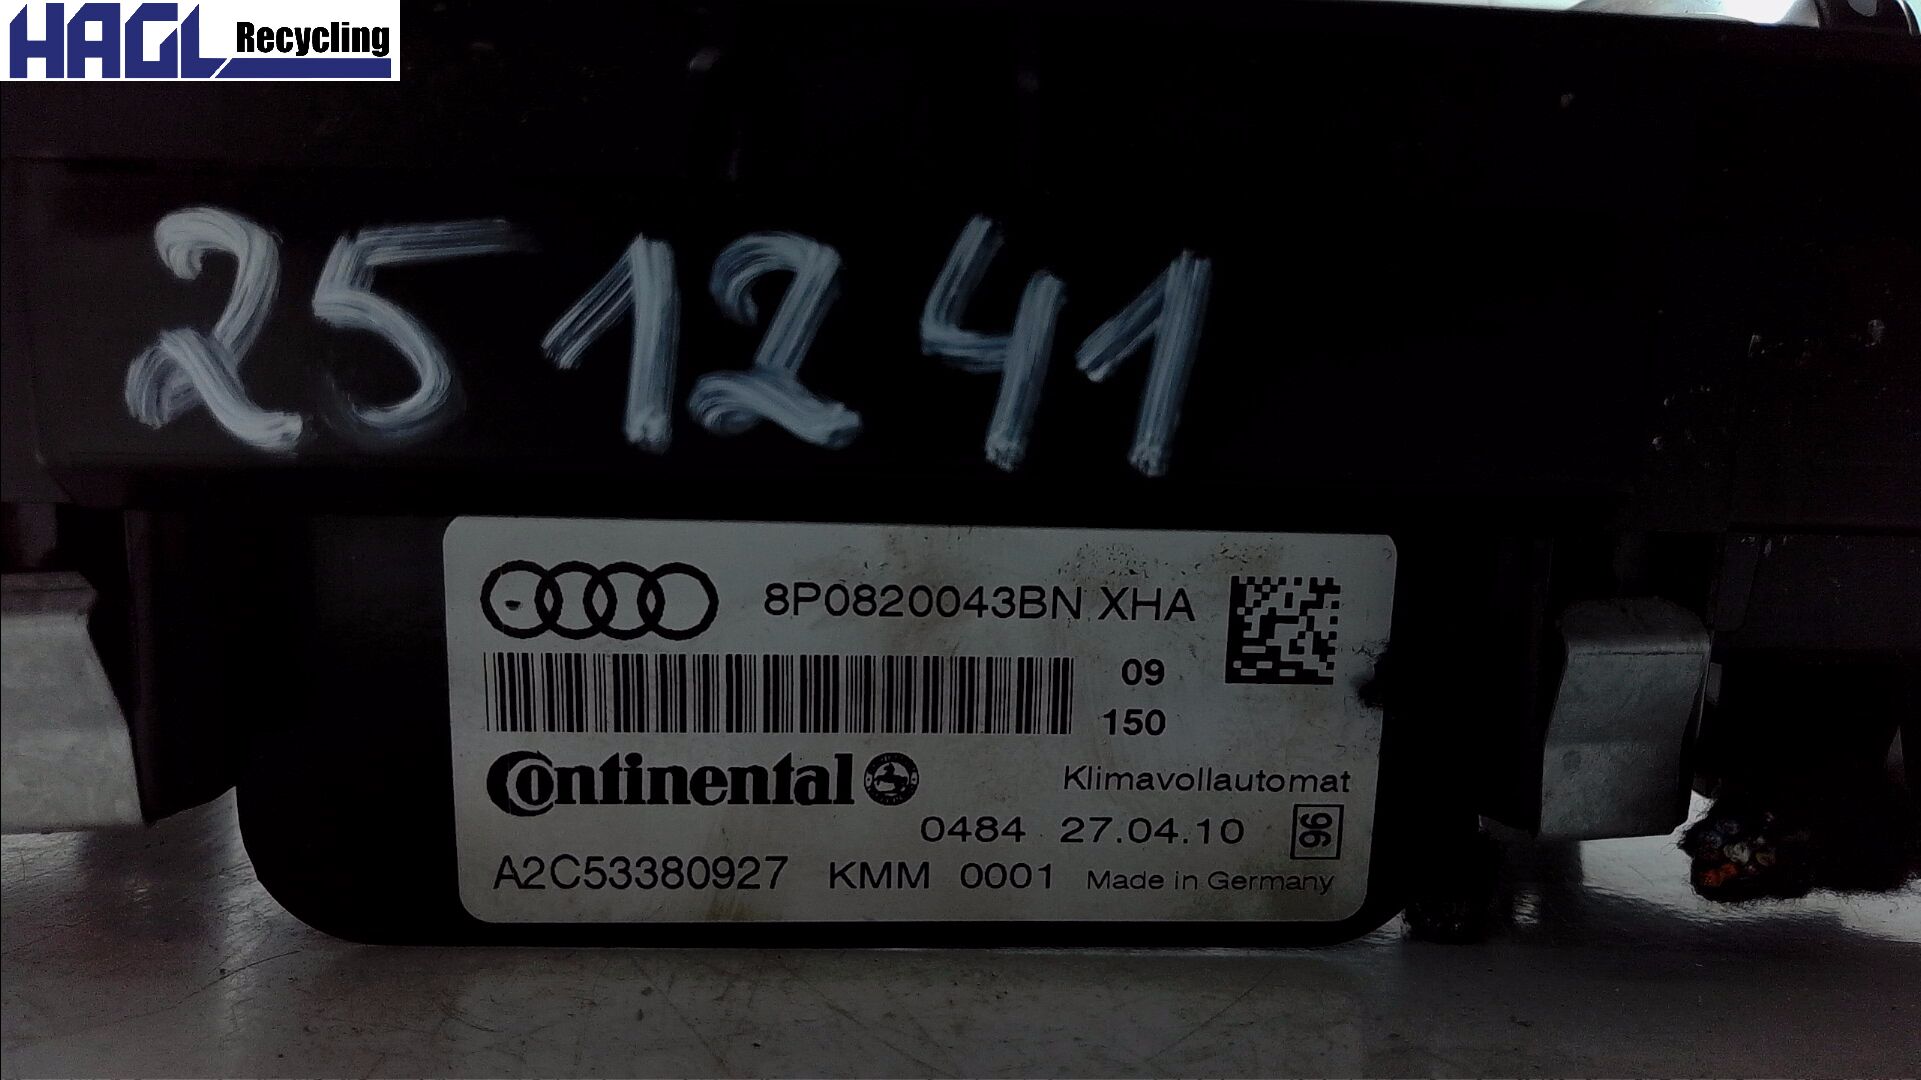 HAGL Recycling
251241
8P0820043BN XHA
09
150
Continental
Klimavollautomat
0484 27.04.10 96
A2C53380927 KMM 0001 Made in Germany